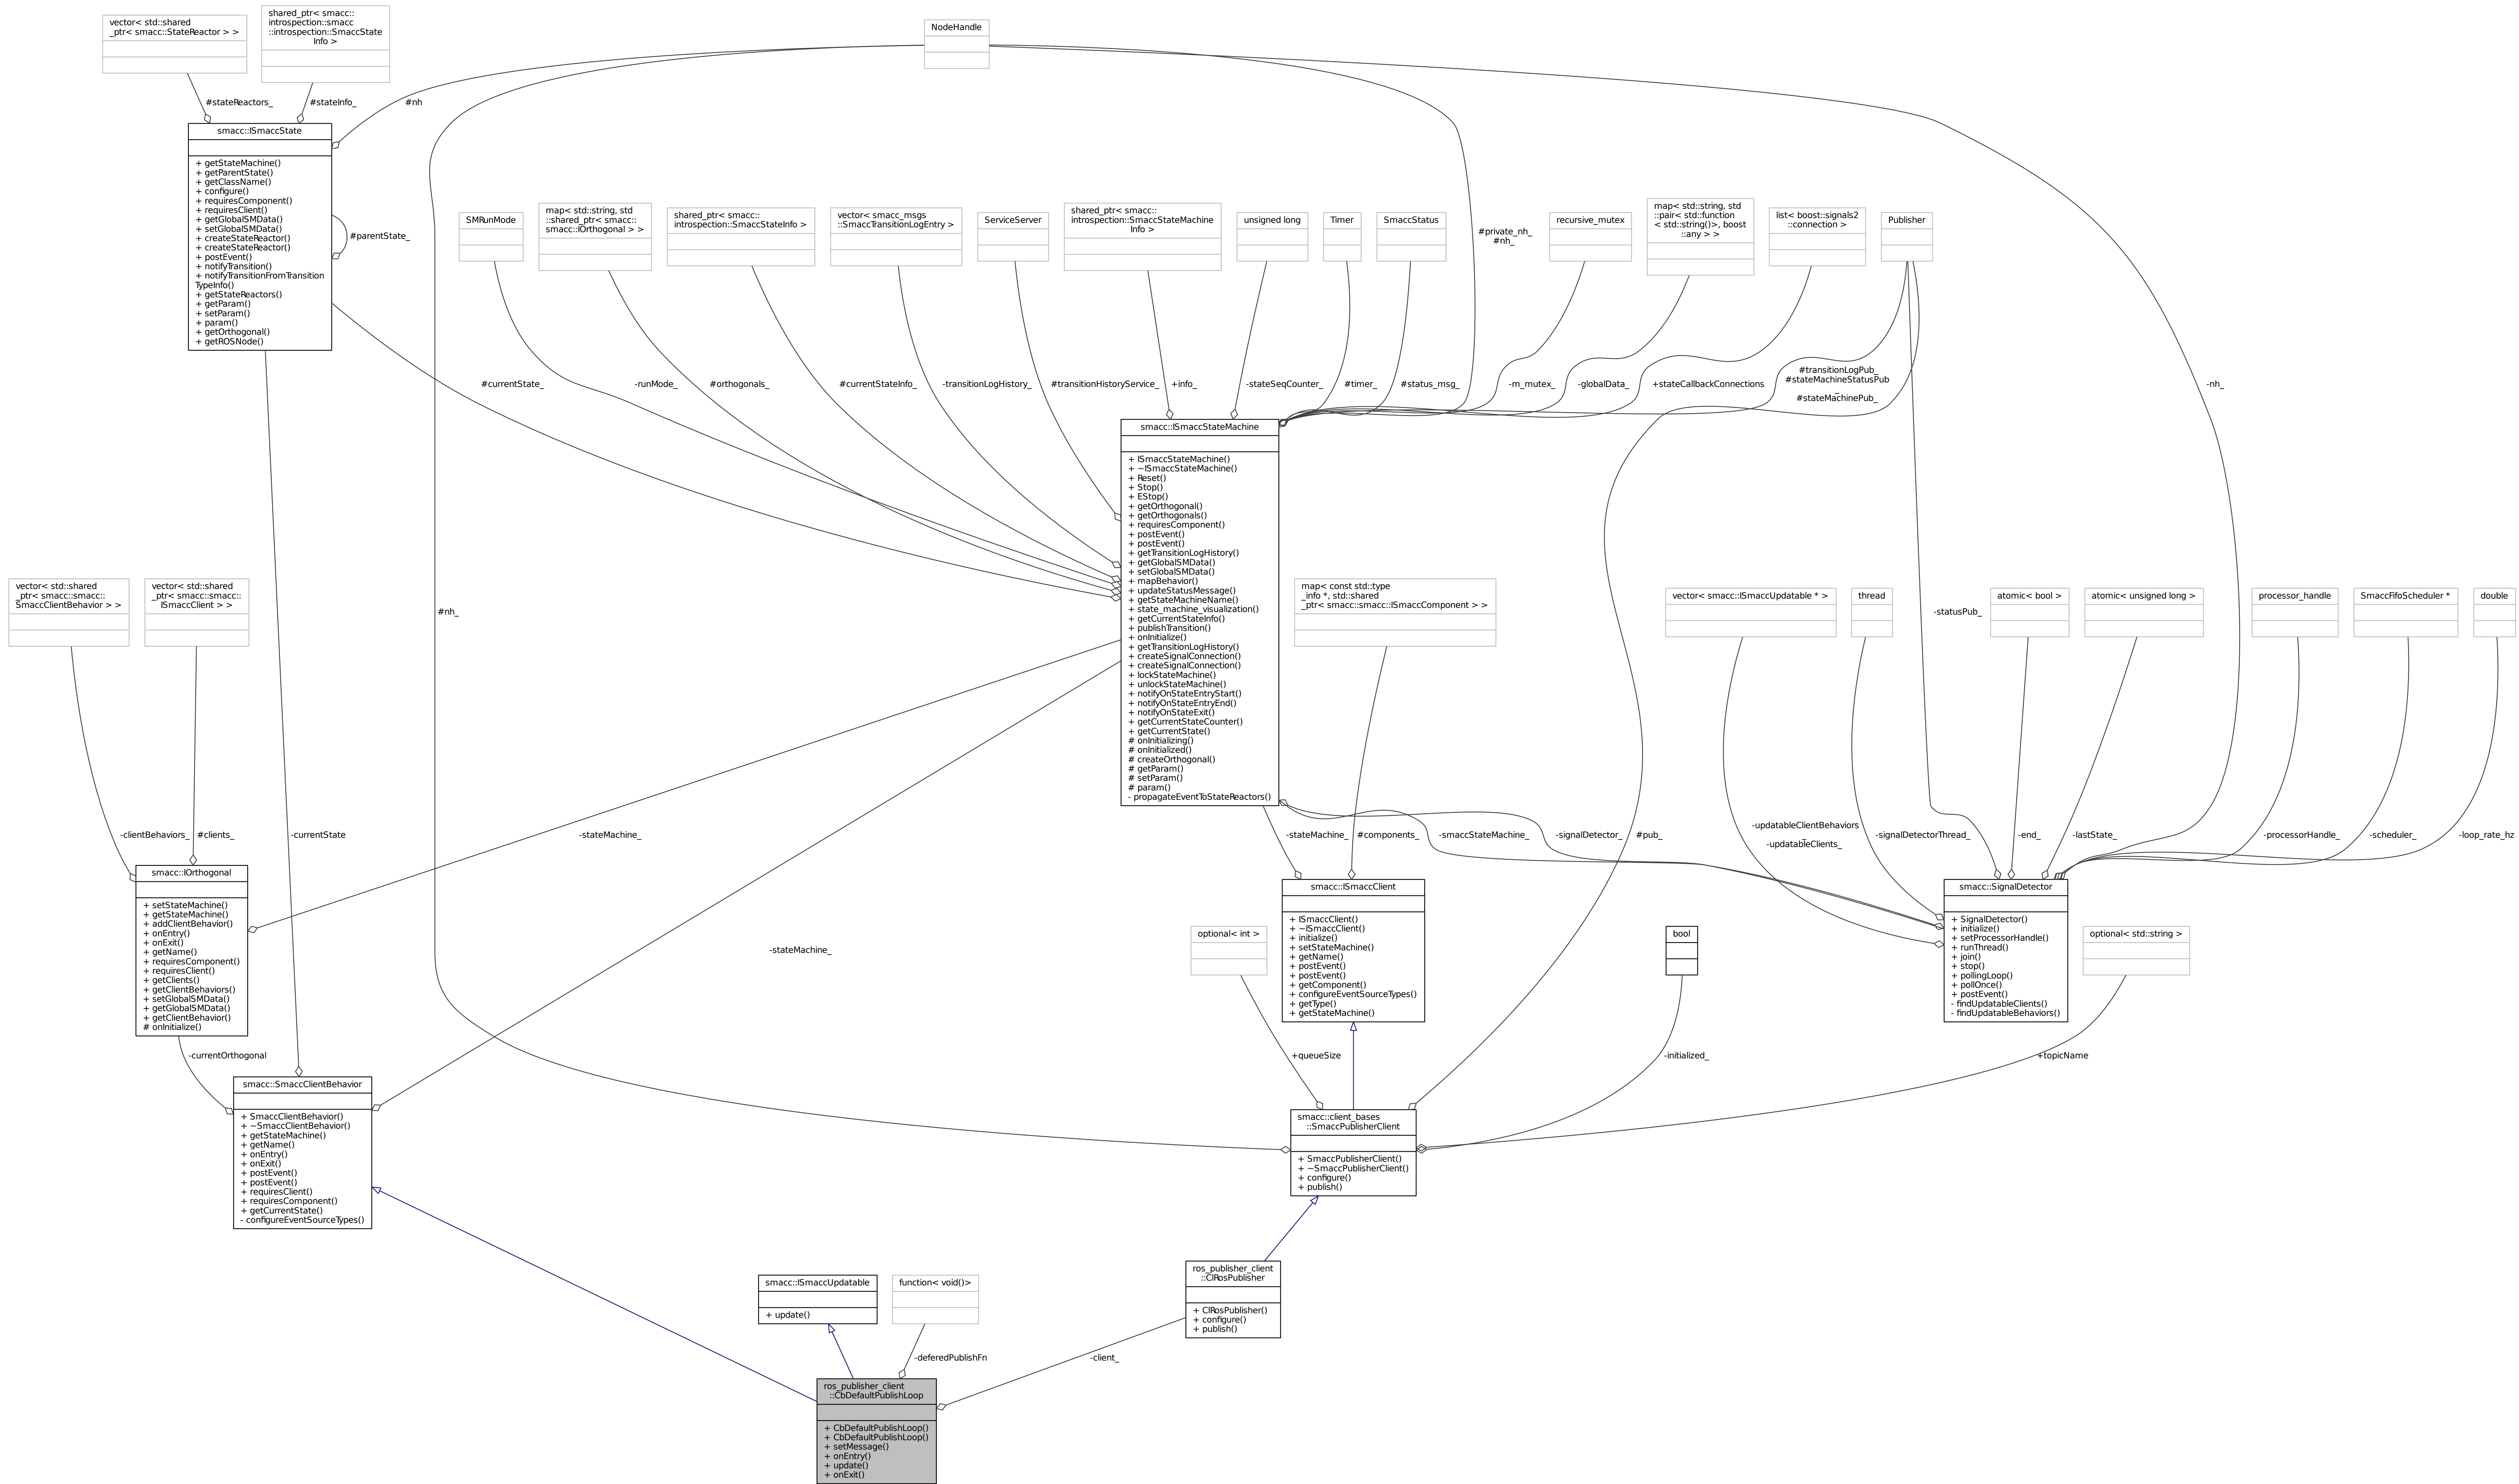 vector< std::shared
_ptr< smacc::StateReactor > >
shared_ptr< smacc::
introspection::smacc
::introspection::SmaccState
Info >
NodeHandle
#stateReactors_
#stateInfo_
#nh
smacc::ISmaccState
+ getStateMachine()
+ getParentState()
+ getClassName()
+ configure()
+ requiresComponent()
+ requiresClient()
+ getGlobalSMData()
+ setGlobalSMData()
+ createStateReactor()
+ createStateReactor()
+ postEvent()
+ notifyTransition()
+ notifyTransitionFromTransition
TypeInfo()
+ getStateReactors()
+ getParam()
+ setParam()
+ param()
+ getOrthogonal()
+ getROSNode()
#parentState_
SMRunMode
map< std::string, std
::shared_ptr< smacc::
smacc::IOrthogonal > >
shared_ptr< smacc::
introspection::SmaccStateInfo >
vector< smacc_msgs
::SmaccTransitionLogEntry >
ServiceServer
shared_ptr< smacc::
introspection::SmaccStateMachine
Info >
unsigned long
Timer
SmaccStatus
#private_nh_
#nh_
recursive_mutex
map< std::string, std
::pair< std::function
< std::string()>, boost
::any > >
list< boost::signals2
::connection >
Publisher
#currentState_
-runMode_
#orthogonals_
#currentStateInfo_
-transitionLogHistory_
#transitionHistoryService_
+info_
-stateSeqCounter_
#timer_
#status_msg_
-m_mutex_
-globalData_
+stateCallbackConnections
#transitionLogPub_
#stateMachineStatusPub
_
#stateMachinePub_
-nh_
smacc::ISmaccStateMachine
+ ISmaccStateMachine()
+ ~ISmaccStateMachine()
+ Reset()
+ Stop()
+ EStop()
+ getOrthogonal()
+ getOrthogonals()
+ requiresComponent()
+ postEvent()
+ postEvent()
+ getTransitionLogHistory()
+ getGlobalSMData()
+ setGlobalSMData()
+ mapBehavior()
+ updateStatusMessage()
+ getStateMachineName()
+ state_machine_visualization()
+ getCurrentStateInfo()
+ publishTransition()
+ onInitialize()
+ getTransitionLogHistory()
+ createSignalConnection()
+ createSignalConnection()
+ lockStateMachine()
+ unlockStateMachine()
+ notifyOnStateEntryStart()
+ notifyOnStateEntryEnd()
+ notifyOnStateExit()
+ getCurrentStateCounter()
+ getCurrentState()
# onInitializing()
# onInitialized()
# createOrthogonal()
# getParam()
# setParam()
# param()
- propagateEventToStateReactors()
vector< std::shared
_ptr< smacc::smacc::
SmaccClientBehavior > >
vector< std::shared
_ptr< smacc::smacc::
ISmaccClient > >
#nh_
map< const std::type
_info *, std::shared
_ptr< smacc::smacc::ISmaccComponent > >
vector< smacc::ISmaccUpdatable * >
thread
-statusPub_
atomic< bool >
atomic< unsigned long >
processor_handle
SmaccFifoScheduler *
double
-clientBehaviors_
#clients_
-currentState
-stateMachine_
-stateMachine_
#components_
-smaccStateMachine_
-signalDetector_
#pub_
-updatableClientBehaviors
_
-updatableClients_
-signalDetectorThread_
-end_
-lastState_
-processorHandle_
-scheduler_
-loop_rate_hz
smacc::IOrthogonal
+ setStateMachine()
+ getStateMachine()
+ addClientBehavior()
+ onEntry()
+ onExit()
+ getName()
+ requiresComponent()
+ requiresClient()
+ getClients()
+ getClientBehaviors()
+ setGlobalSMData()
+ getGlobalSMData()
+ getClientBehavior()
# onInitialize()
-stateMachine_
smacc::ISmaccClient
+ ISmaccClient()
+ ~ISmaccClient()
+ initialize()
+ setStateMachine()
+ getName()
+ postEvent()
+ postEvent()
+ getComponent()
+ configureEventSourceTypes()
+ getType()
+ getStateMachine()
smacc::SignalDetector
+ SignalDetector()
+ initialize()
+ setProcessorHandle()
+ runThread()
+ join()
+ stop()
+ pollingLoop()
+ pollOnce()
+ postEvent()
- findUpdatableClients()
- findUpdatableBehaviors()
optional< int >
bool
optional< std::string >
-currentOrthogonal
+queueSize
-initialized_
+topicName
smacc::SmaccClientBehavior
+ SmaccClientBehavior()
+ ~SmaccClientBehavior()
+ getStateMachine()
+ getName()
+ onEntry()
+ onExit()
+ postEvent()
+ postEvent()
+ requiresClient()
+ requiresComponent()
+ getCurrentState()
- configureEventSourceTypes()
smacc::client_bases
::SmaccPublisherClient
+ SmaccPublisherClient()
+ ~SmaccPublisherClient()
+ configure()
+ publish()
smacc::ISmaccUpdatable
+ update()
function< void()>
ros_publisher_client
::ClRosPublisher
+ ClRosPublisher()
+ configure()
+ publish()
-deferedPublishFn
-client_
ros_publisher_client
::CbDefaultPublishLoop
+ CbDefaultPublishLoop()
+ CbDefaultPublishLoop()
+ setMessage()
+ onEntry()
+ update()
+ onExit()